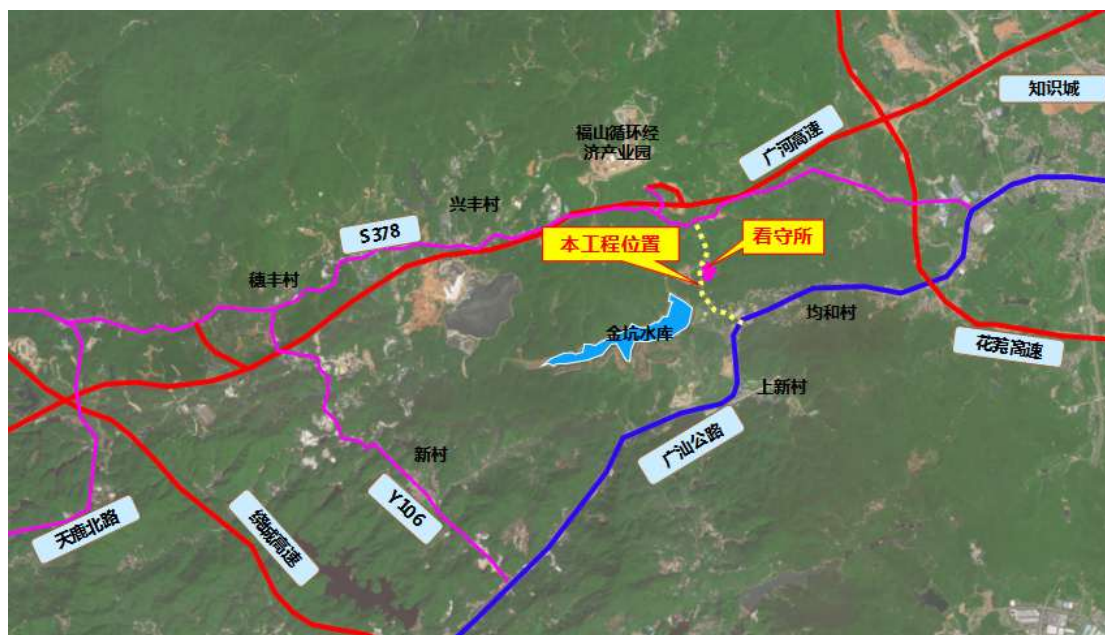 知识城
福山循环经
济产业园
广河高速
兴丰村
S378
本工程位置
看守所
穗丰村
金坑水库
均和村
花莞高速
上新村
广汕公路
新村
Y106
天鹿北路
绕城高速